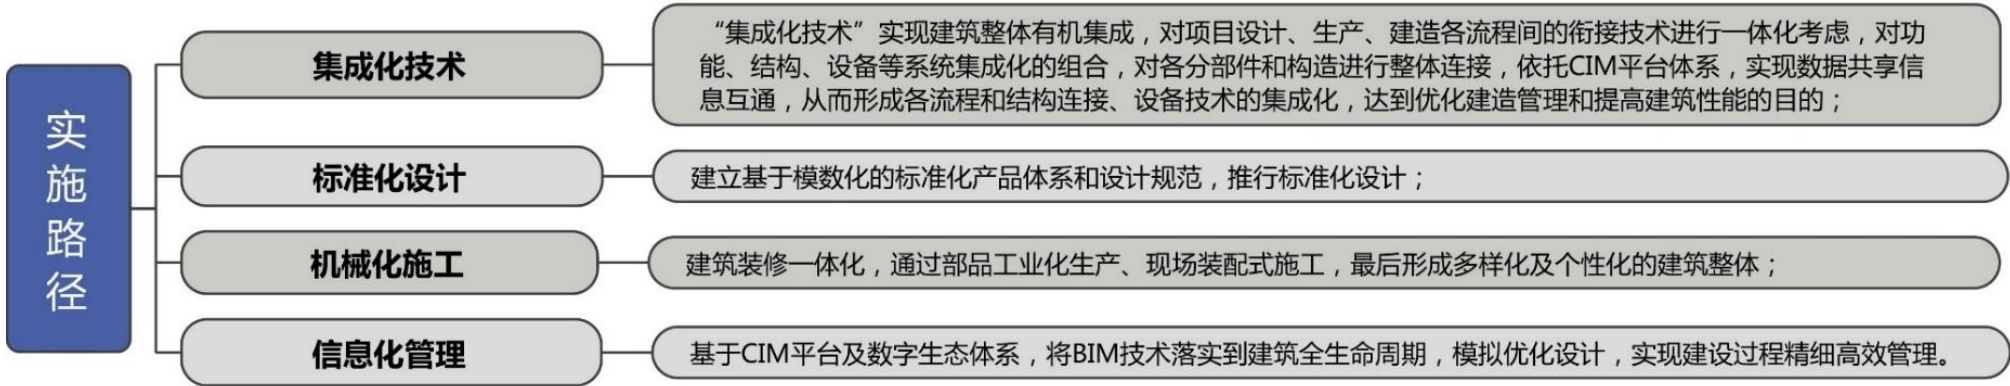 实施路径
集成化技术
“集成化技术”实现建筑整体有机集成，对项目设计、生产、建造各流程间的衔接技术进行一体化考虑，对功
能、结构、设备等系统集成化的组合，对各分部件和构造进行整体连接，依托CIM平台体系，实现数据共享信
息互通，从而形成各流程和结构连接、设备技术的集成化，达到优化建造管理和提高建筑性能的目的；
标准化设计
建立基于模数化的标准化产品体系和设计规范，推行标准化设计；
机械化施工
建筑装修一体化，通过部品工业化生产、现场装配式施工，最后形成多样化及个性化的建筑整体；
信息化管理
基于CIM平台及数字生态体系，将BIM技术落实到建筑全生命周期，模拟优化设计，实现建设过程精细高效管理。